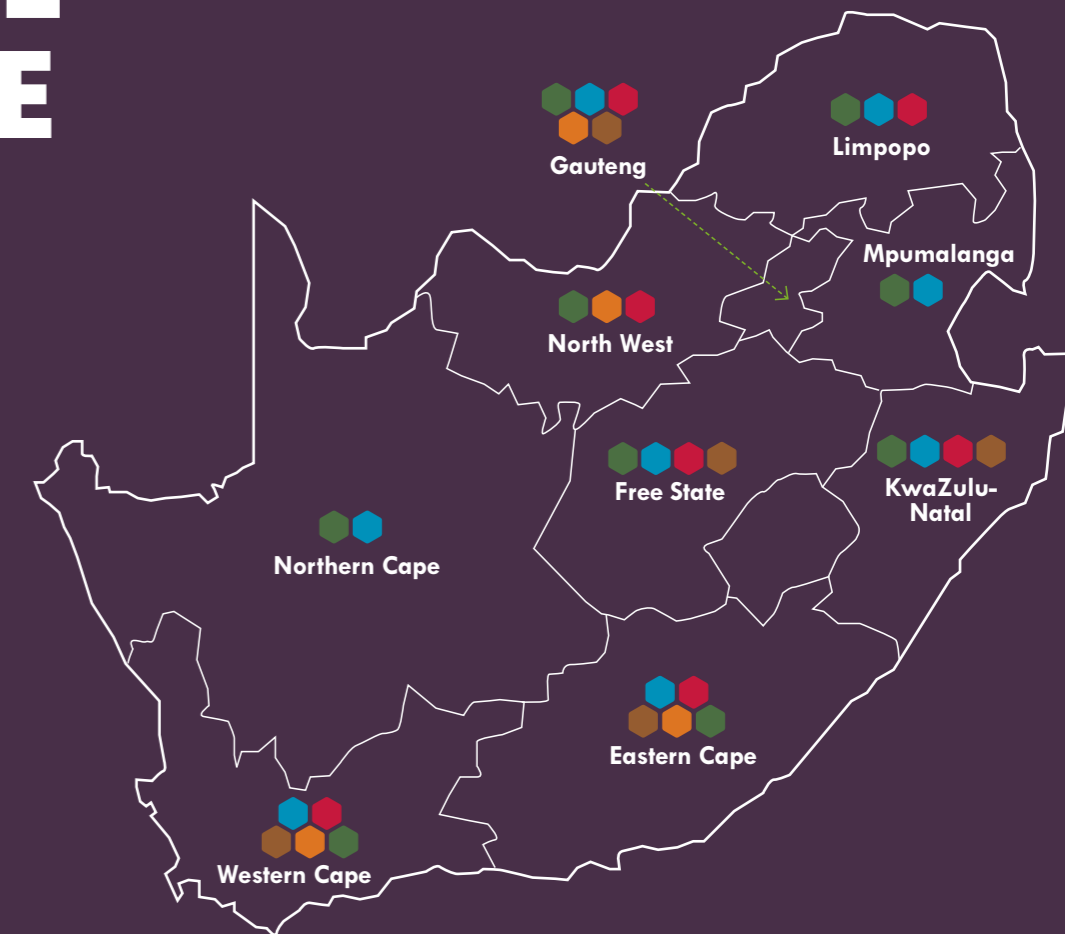 E
Gauteng
Limpopo
Mpumalanga
North West
Free State
KwaZulu-
Natal
Northern Cape
Eastern Cape
Western Cape